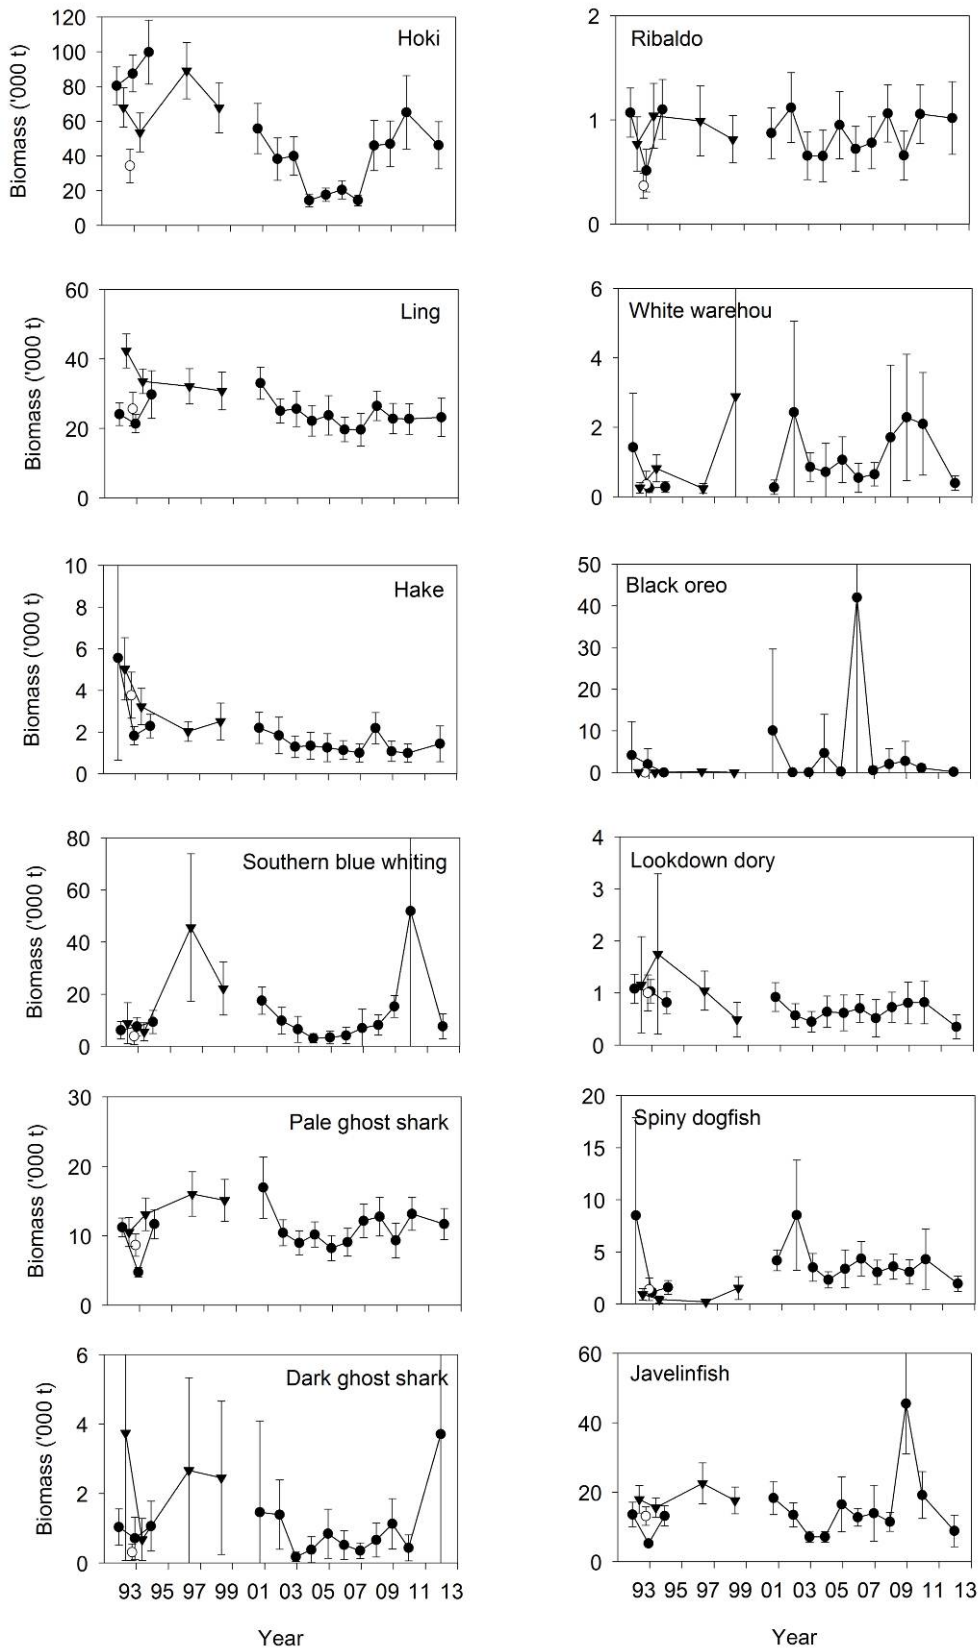 Hoki
Biomass ('000 t)
120
100
80
60
40
20
0
Ribaldo
2
1
0
Ling
Biomass ('000 t)
60
40
20
0
White warehou
6
4
2
0
Hake
Biomass ('000 t)
10
8
6
4
2
0
Black oreo
50
40
30
20
10
0
Southern blue whiting
Biomass ('000 t)
80
60
40
20
0
Lookdown dory
4
3
2
1
0
Pale ghost shark
Biomass ('000 t)
30
20
10
0
Spiny dogfish
20
15
10
5
0
Dark ghost shark
Biomass ('000 t)
6
4
2
0
93 95 97 99 01 03 05 07 09 11 13
Year
Javelinfish
60
40
20
0
93 95 97 99 01 03 05 07 09 11 13
Year